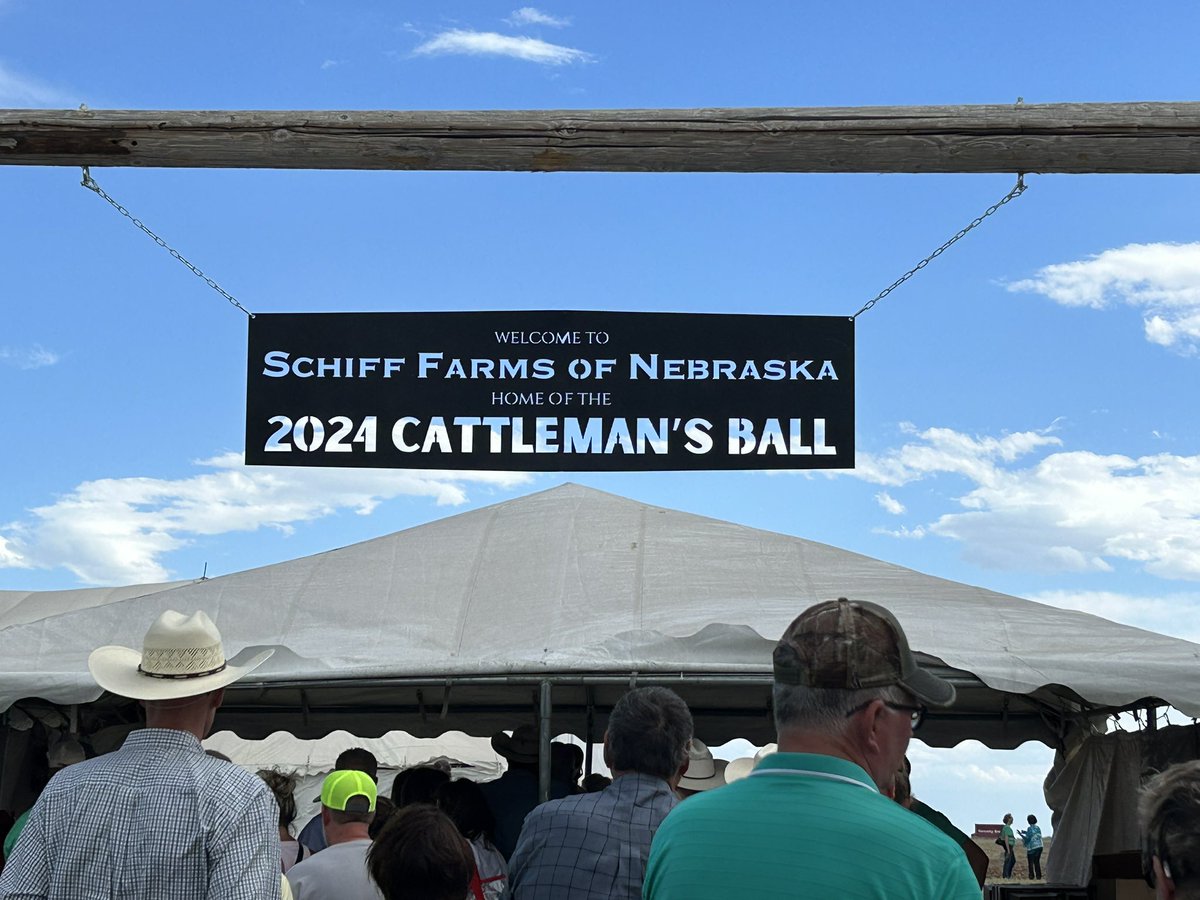 WELCOME TO
SCHIFF FARMS OF NEBRASKA
HOME OF THE
2024 CATTLEMAN'S BALL